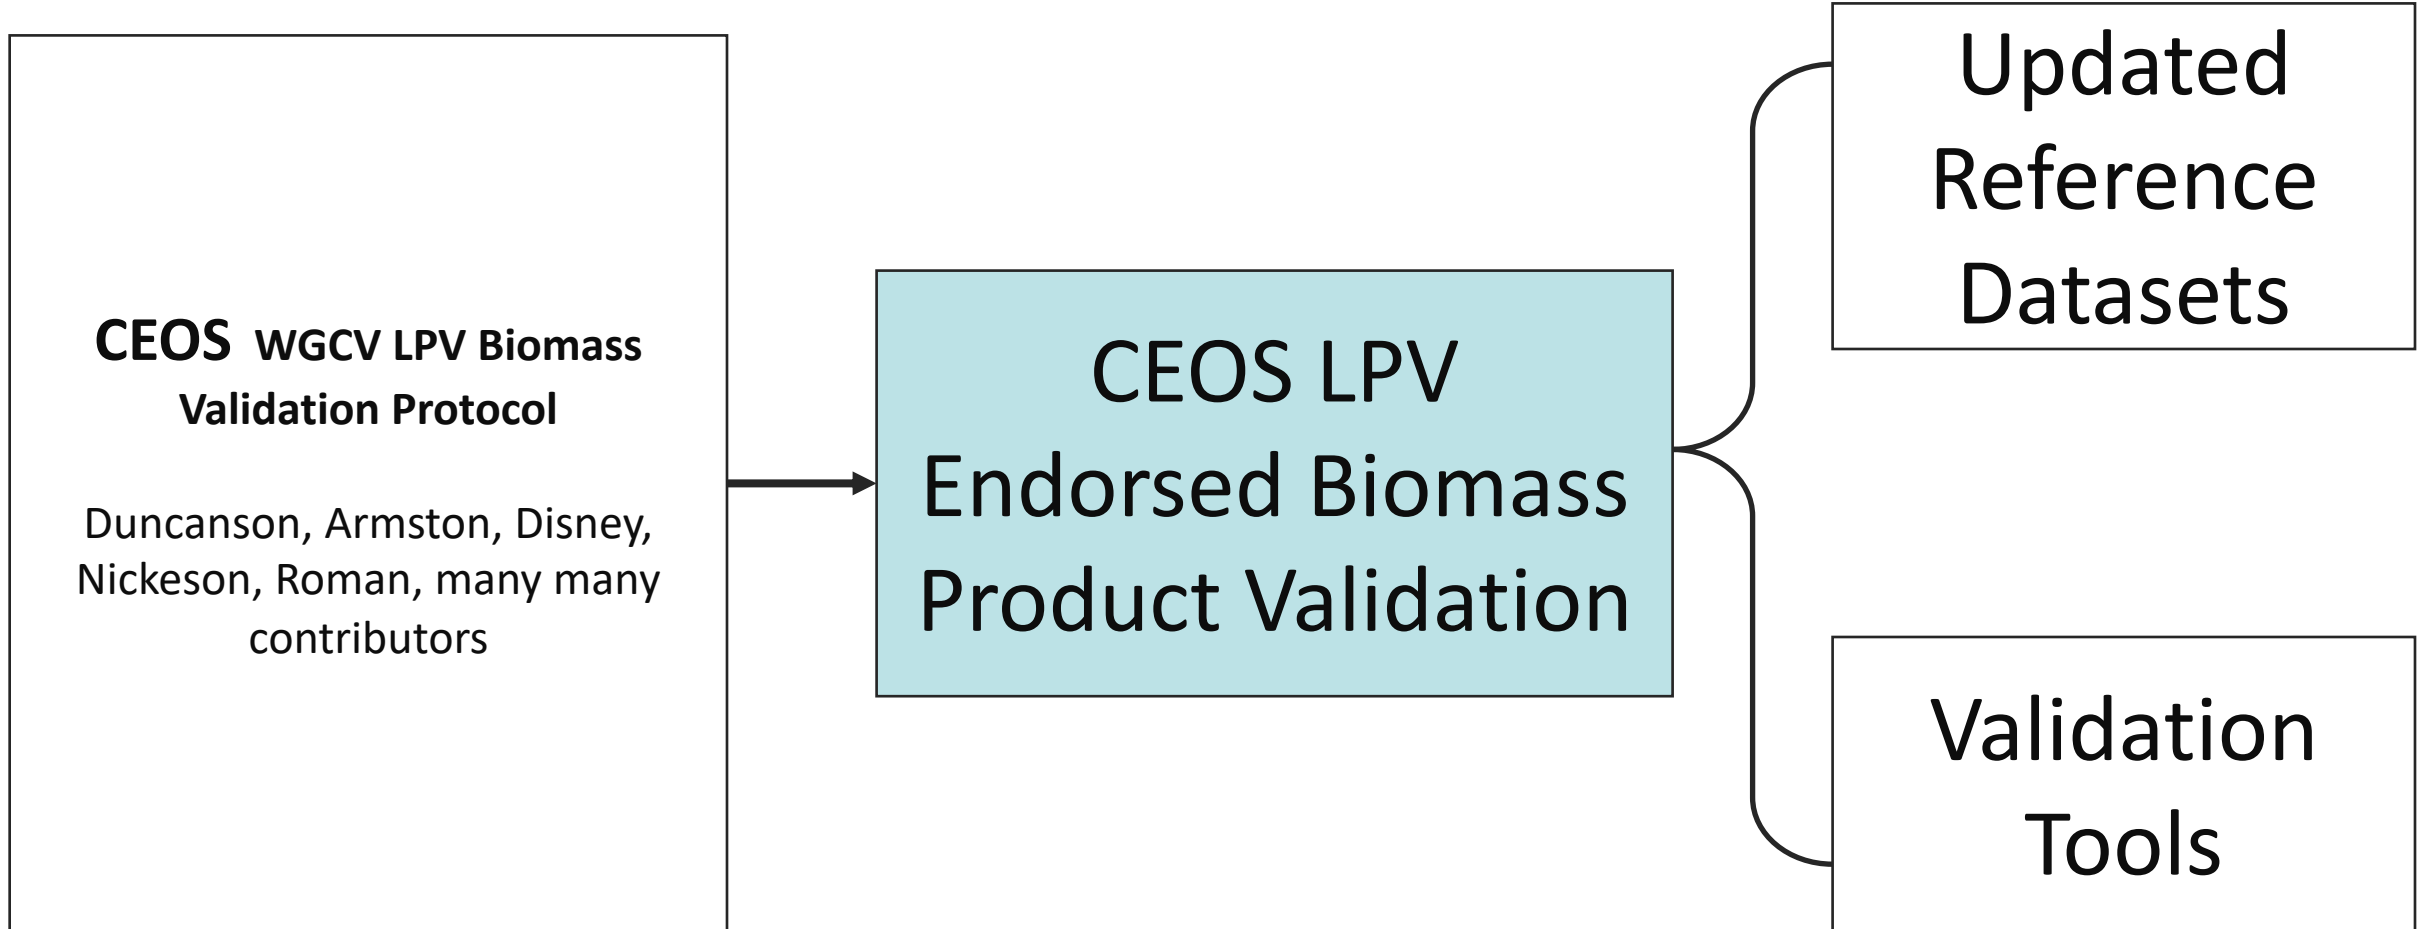 CEOS WGCV LPV Biomass
Validation Protocol
Duncanson, Armston, Disney,
Nickeson, Roman, many many
contributors
CEOS LPV
Endorsed Biomass
Product Validation
Updated
Reference
Datasets
Validation
Tools